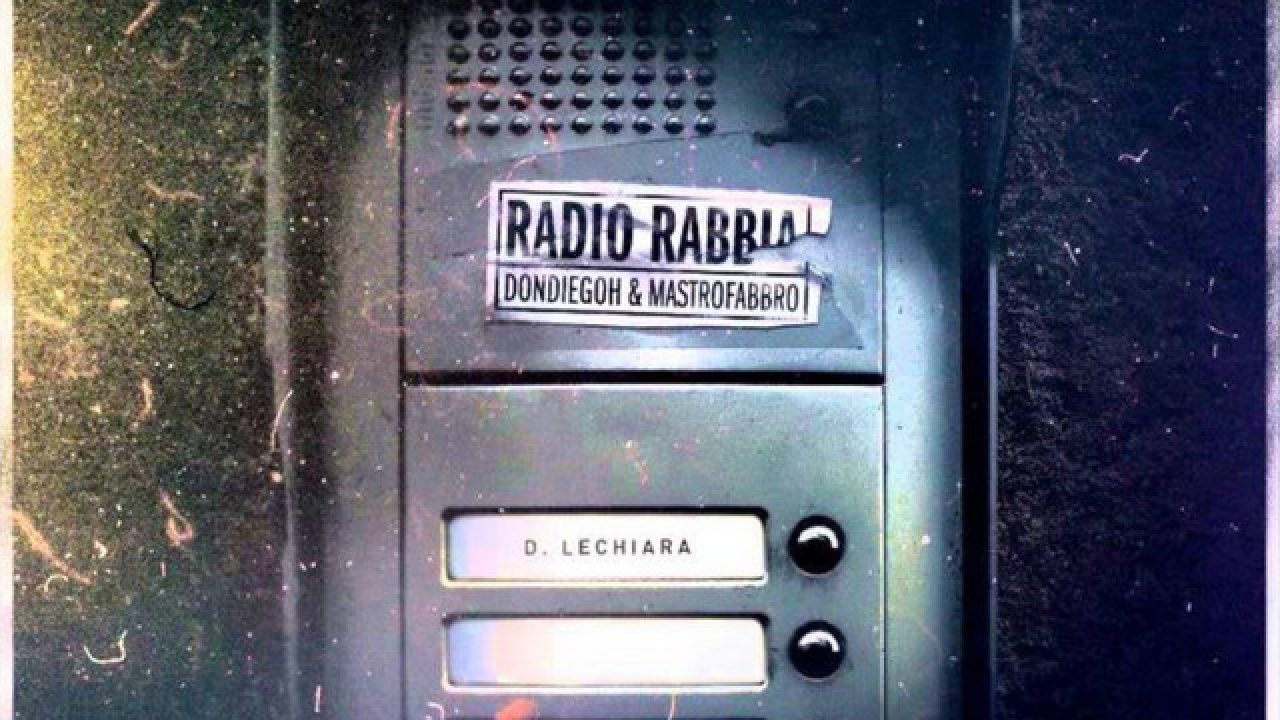 RADIO RABBIA
DONDIEGOH & MASTROFABBRO
D. LECHIARA